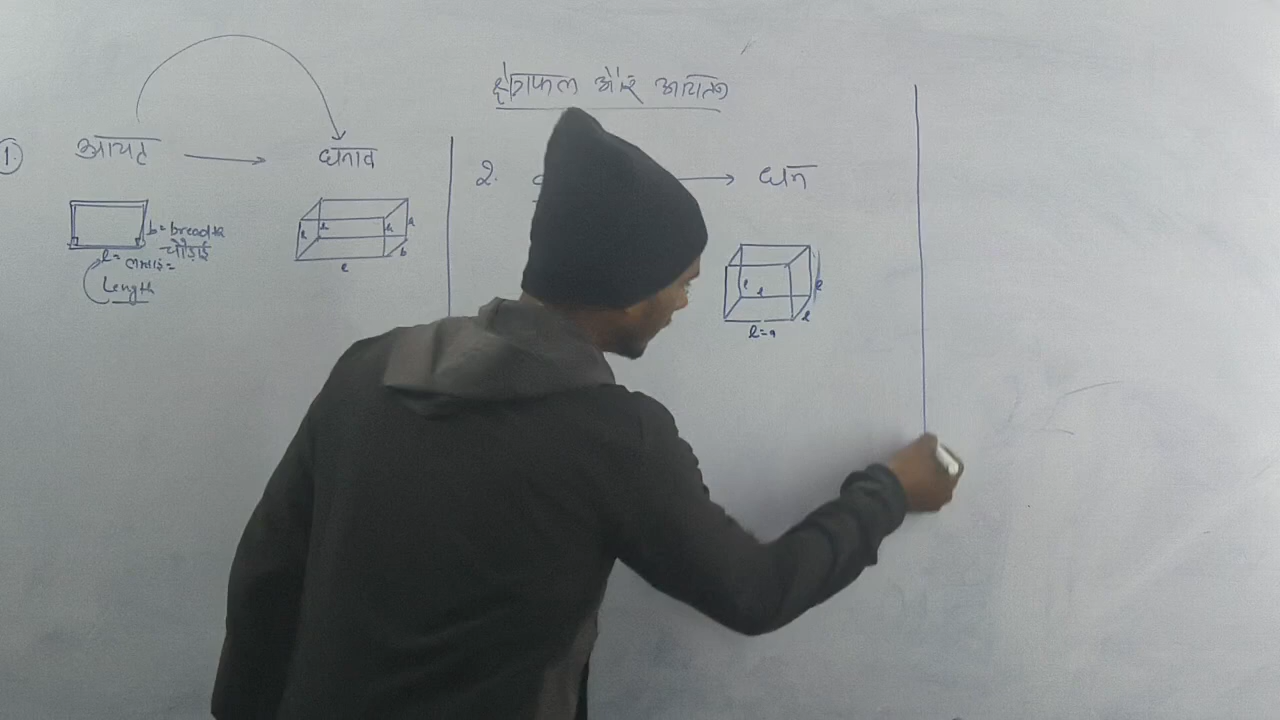 क्षेत्रफल और आयतन
1. आयत → घनाव
b = breadth
चौड़ाई
l = लम्बाई =
Length
h h h h
l b
2. → घन
l l l l
l = a